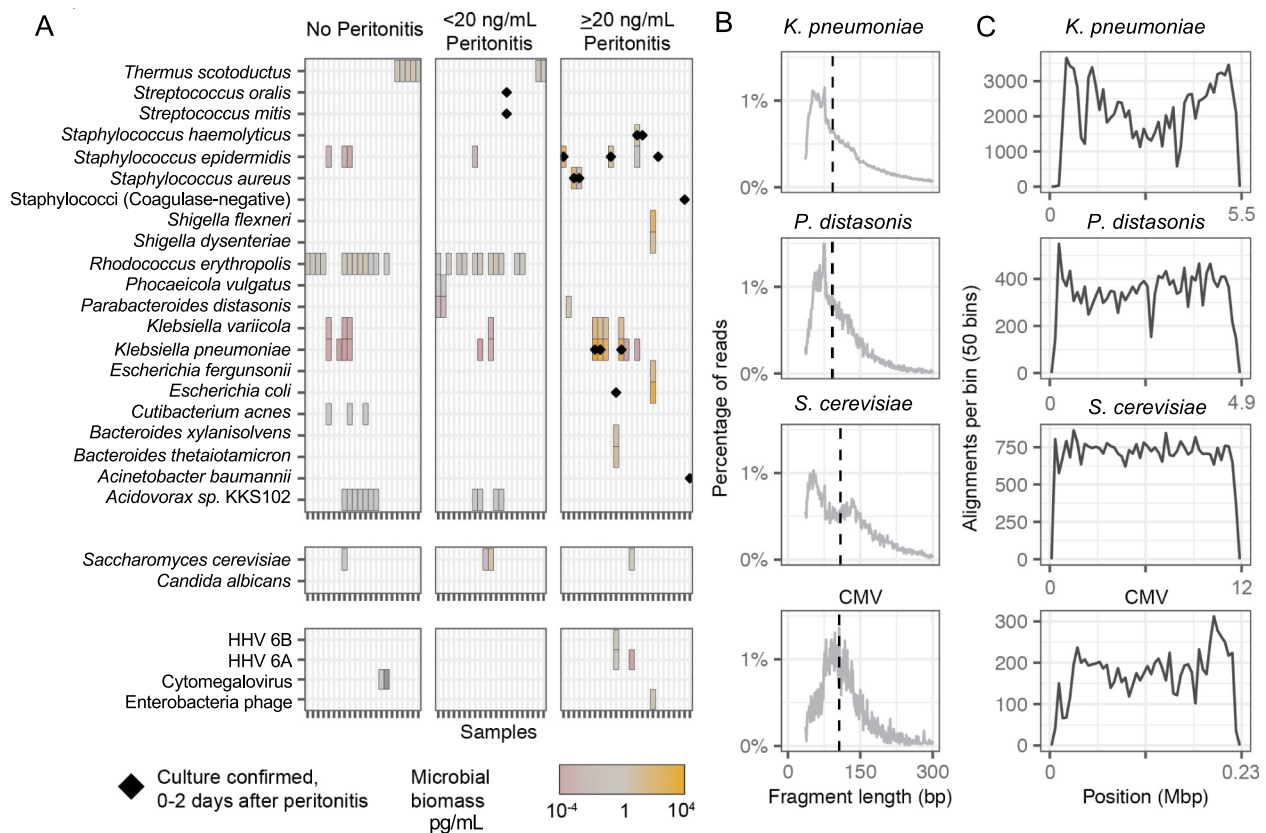 A
No Peritonitis
<20 ng/mL
Peritonitis
≥20 ng/mL
Peritonitis
Thermus scotoductus
Streptococcus oralis
Streptococcus mitis
Staphylococcus haemolyticus
Staphylococcus epidermidis
Staphylococcus aureus
Staphylococci (Coagulase-negative)
Shigella flexneri
Shigella dysenteriae
Rhodococcus erythropolis
Phocaeicola vulgatus
Parabacteroides distasonis
Klebsiella variicola
Klebsiella pneumoniae
Escherichia fergunsonii
Escherichia coli
Cutibacterium acnes
Bacteroides xylanisolvens
Bacteroides thetaiotamicron
Acinetobacter baumannii
Acidovorax sp. KKS102
Saccharomyces cerevisiae
Candida albicans
HHV 6B
HHV 6A
Cytomegalovirus
Enterobacteria phage
Samples
Culture confirmed,
0-2 days after peritonitis
Microbial
biomass
pg/mL
10⁻⁴ 1 10⁴
B
Percentage of reads
K. pneumoniae
1%
0%
P. distasonis
1%
0%
S. cerevisiae
1%
0%
CMV
1%
0%
0 150 300
Fragment length (bp)
C
Alignments per bin (50 bins)
K. pneumoniae
3000
2000
1000
0
0 5.5
P. distasonis
400
200
0
0 4.9
S. cerevisiae
750
500
250
0
0 12
CMV
300
200
100
0
0 0.23
Position (Mbp)